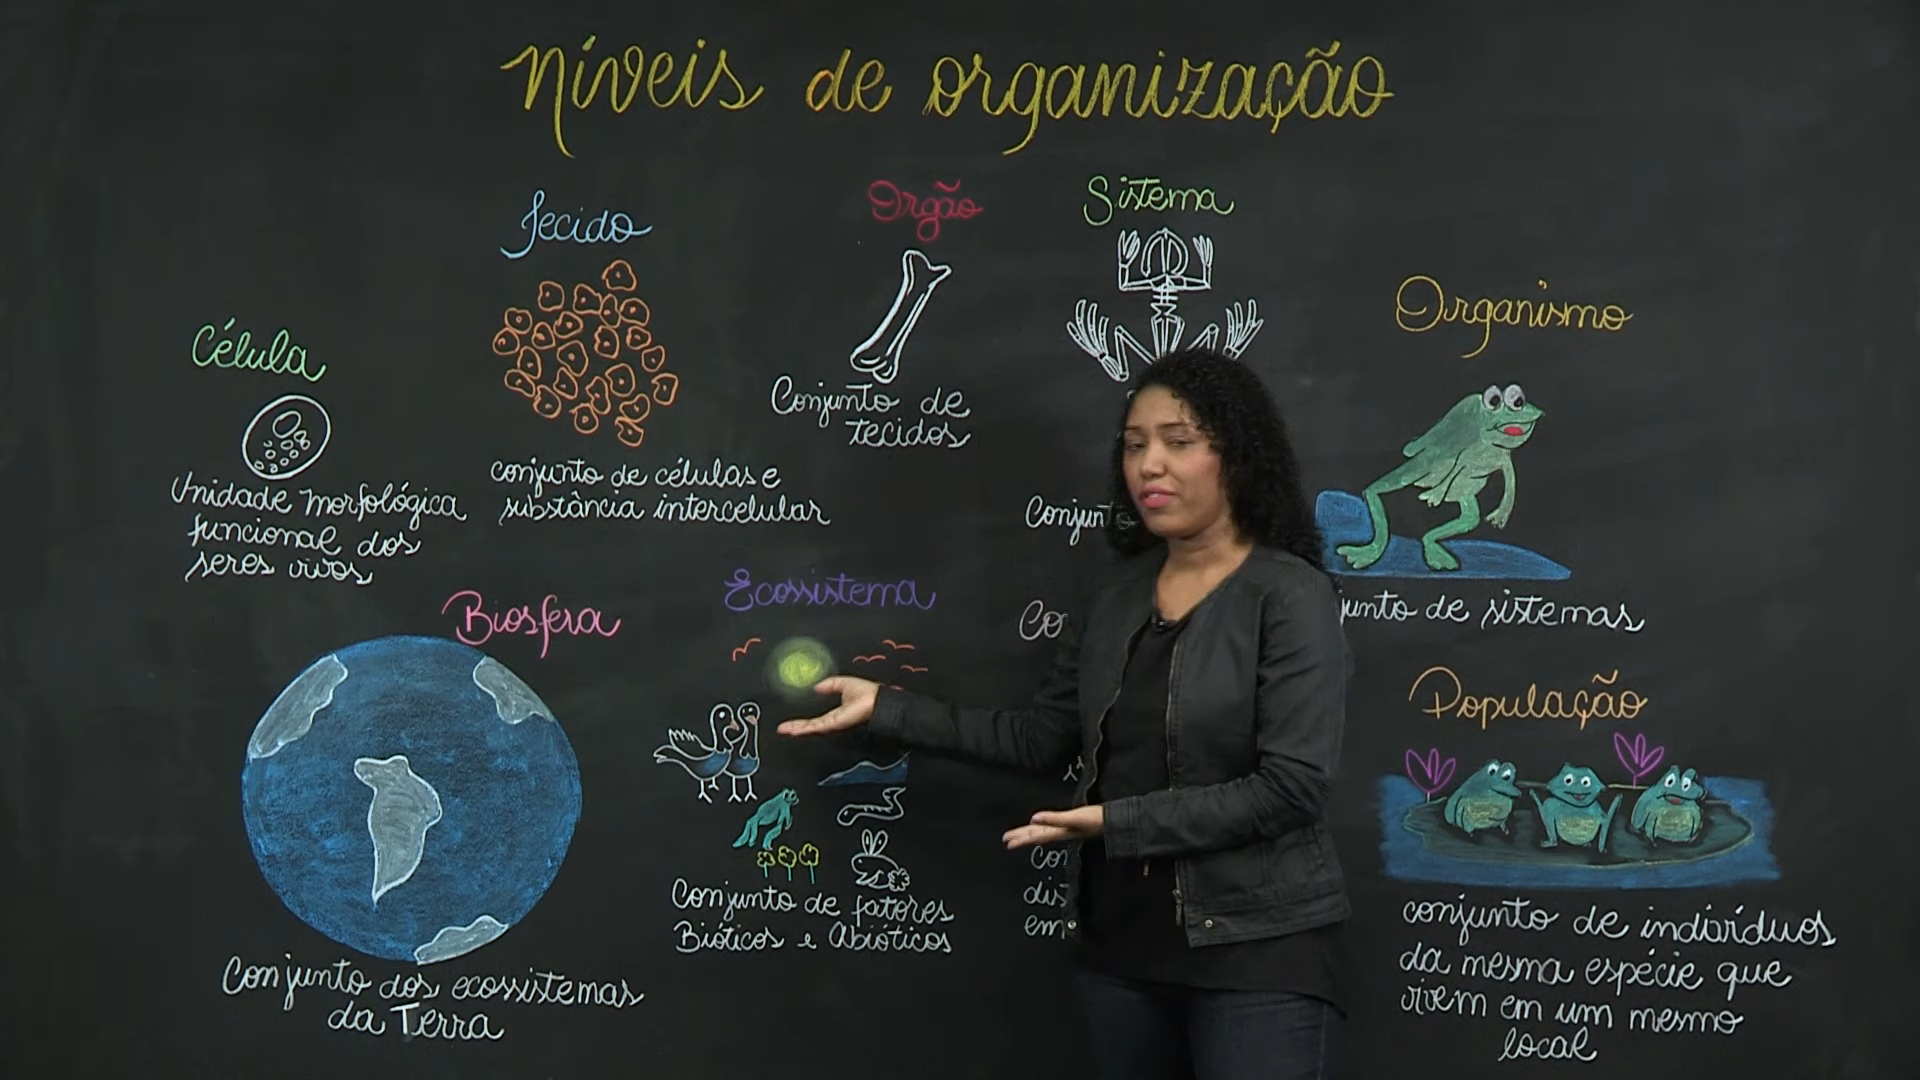 Níveis de organização
Célula
Unidade morfológica
funcional dos
seres vivos
Tecido
conjunto de células e
substância intercelular
Orgão
Conjunto de
tecidos
Sistema
Organismo
de sistemas
População
conjunto de indivíduos
da mesma espécie que
vivem em um mesmo
local
Ecossistema
Conjunto de fatores
Bióticos e Abióticos
Biosfera
Conjunto dos ecossistemas
da Terra